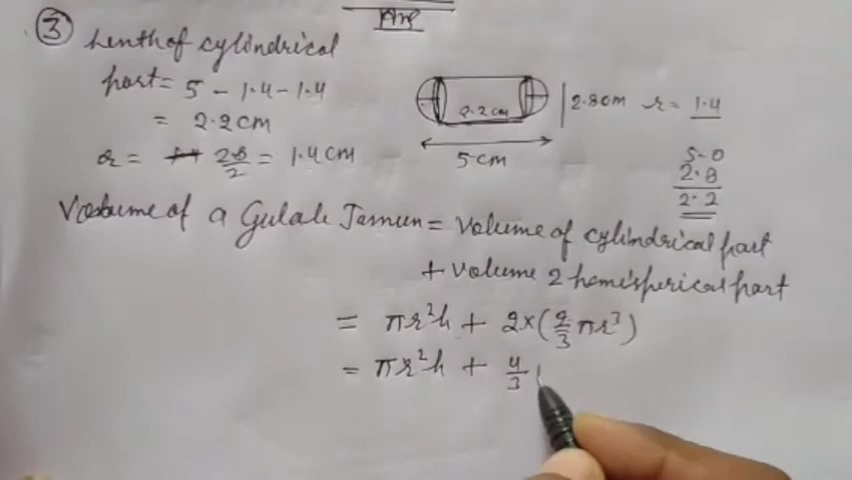 Ans
③ Lenth of cylindrical
part = 5 - 1.4 - 1.4
= 2.2 cm
r = 2.8/2 = 1.4 cm
2.2 cm
2.8 cm r = 1.4
5 cm
5.0
2.8
2.2
Volume of a Gulab Jamun = Volume of cylindrical part
+ Volume 2 hemisperical part
= πr²h + 2×(2/3 πr³)
= πr²h + 4/3